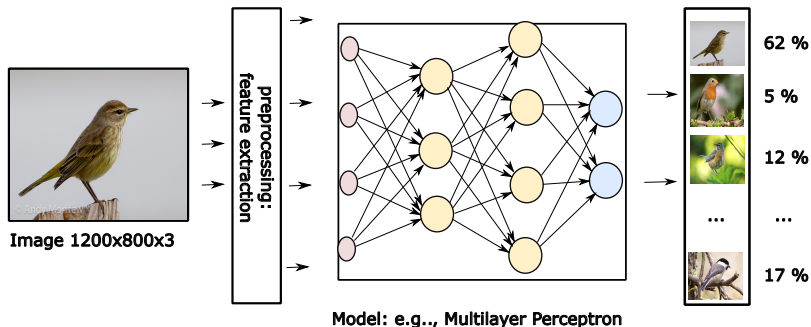 Image 1200x800x3
preprocessing:
feature extraction
Model: e.g.., Multilayer Perceptron
62 %
5 %
12 %
... ...
17 %